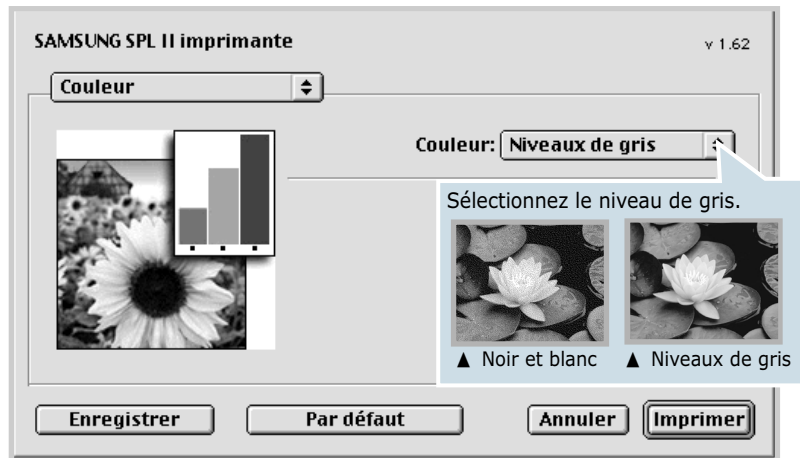 SAMSUNG SPL II imprimante
v 1.62
Couleur
Couleur: Niveaux de gris
Sélectionnez le niveau de gris.
▲ Noir et blanc ▲ Niveaux de gris
Enregistrer Par défaut Annuler Imprimer